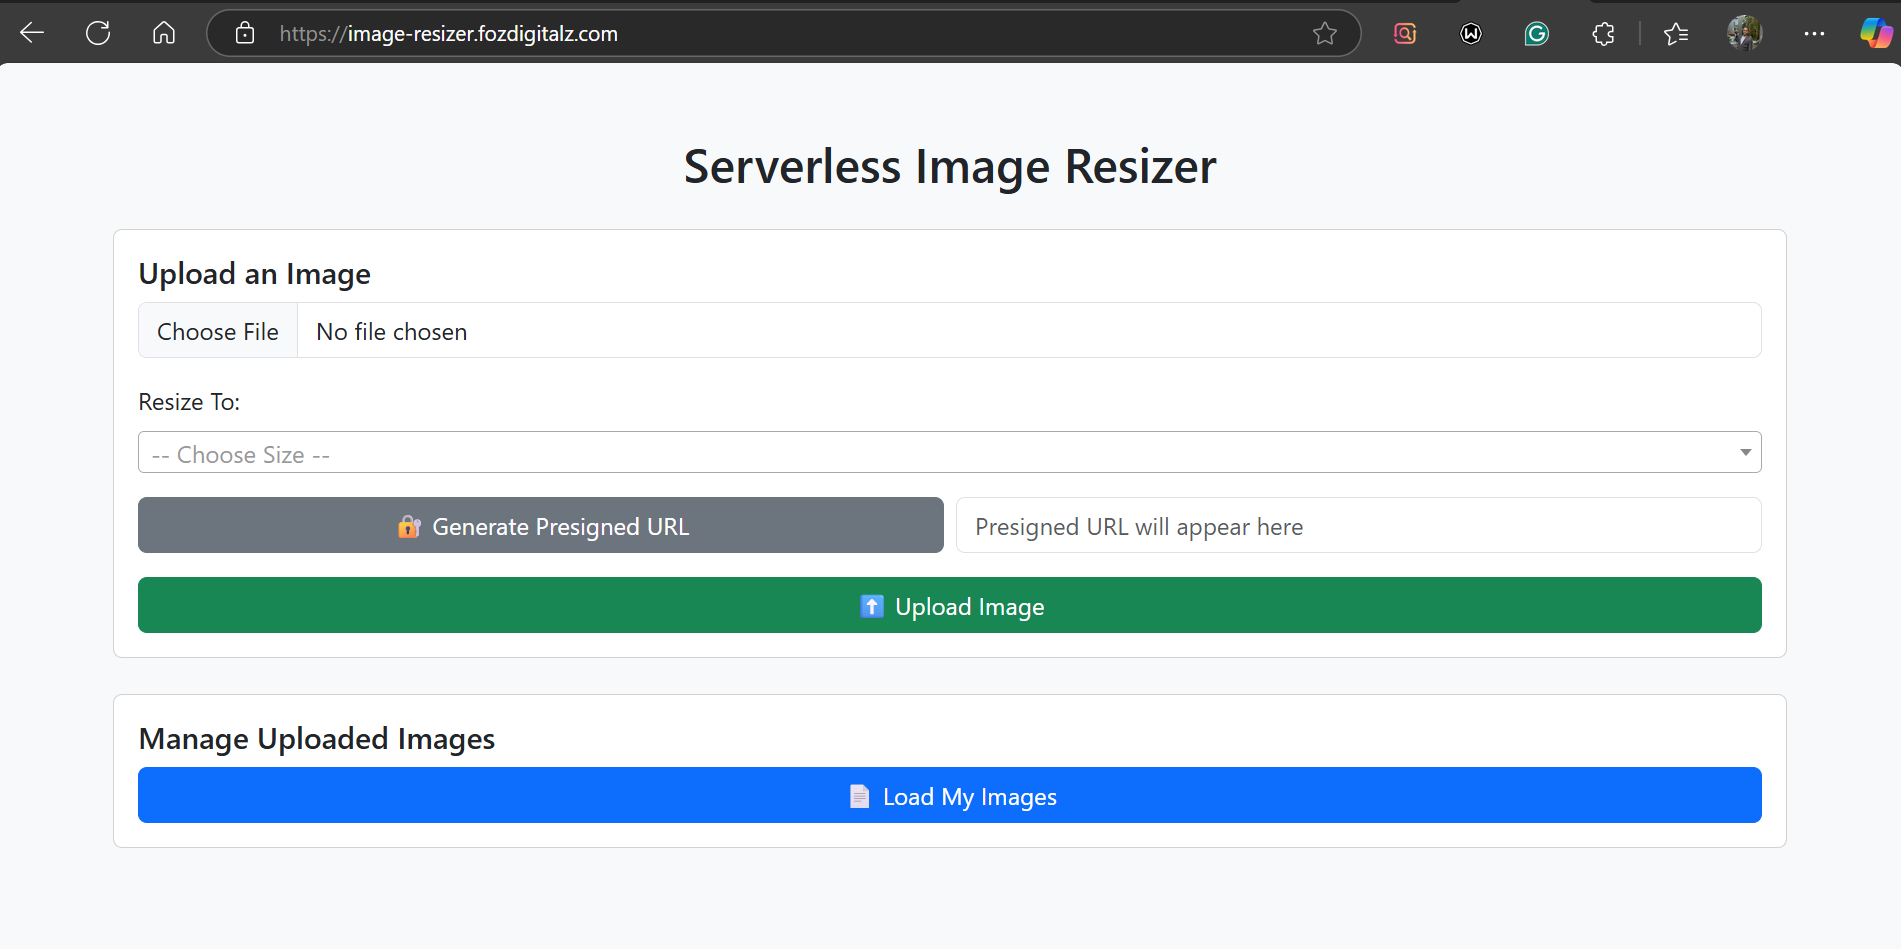 https://image-resizer.fozdigitalz.com
Serverless Image Resizer
Upload an Image
Choose File No file chosen
Resize To:
-- Choose Size --
Generate Presigned URL Presigned URL will appear here
Upload Image
Manage Uploaded Images
Load My Images